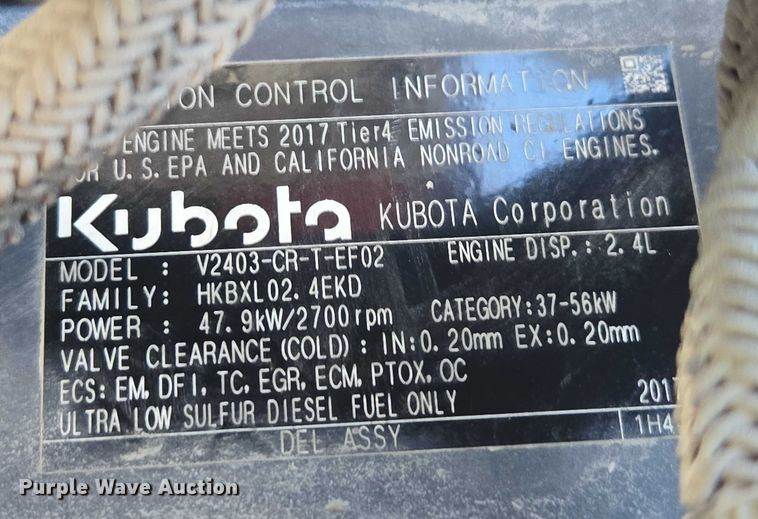 CONTROL INFORMATION
ENGINE MEETS 2017 Tier4 EMISSION REGULATIONS
U.S. EPA AND CALIFORNIA NONROAD CI ENGINES.
Kubota KUBOTA Corporation
MODEL : V2403-CR-T-EF02 ENGINE DISP.: 2.4L
FAMILY: HKBXL02.4EKD
POWER : 47.9kW/2700rpm CATEGORY:37-56kW
VALVE CLEARANCE (COLD) : IN:0.20mm EX:0.20mm
ECS: EM, DFI, TC, EGR, ECM, PTOX, OC
ULTRA LOW SULFUR DIESEL FUEL ONLY 2017
LABEL ASSY 1H4
Purple Wave Auction